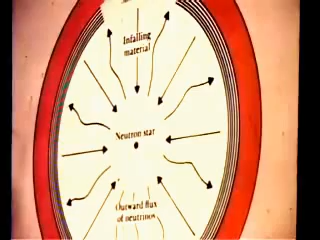 Infalling
material
Neutron star
Outward flux
of neutrinos